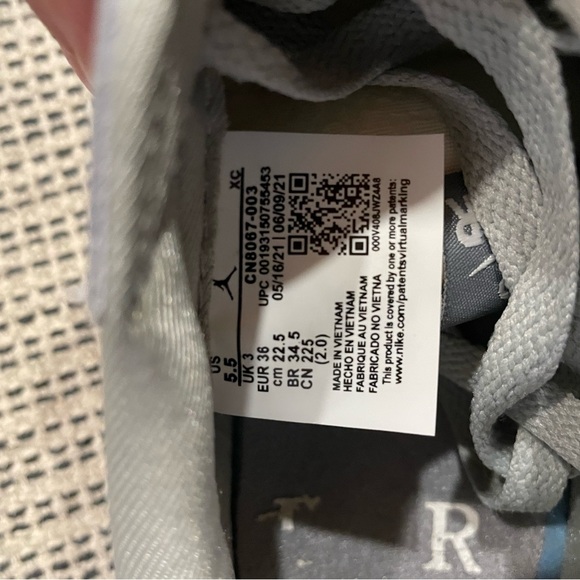 US
5.5
UK 3
EUR 36
cm 22.5
BR 34.5
CN 225
(2.0)
XC
CN8067-003
UPC 00193150755453
05/16/21 06/09/21
000V408JWZ4A8
MADE IN VIETNAM
HECHO EN VIETNAM
FABRIQUE AU VIETNAM
FABRICADO NO VIETNA
This product is covered by one or more patents:
www.nike.com/patentsvirtualmarking
R